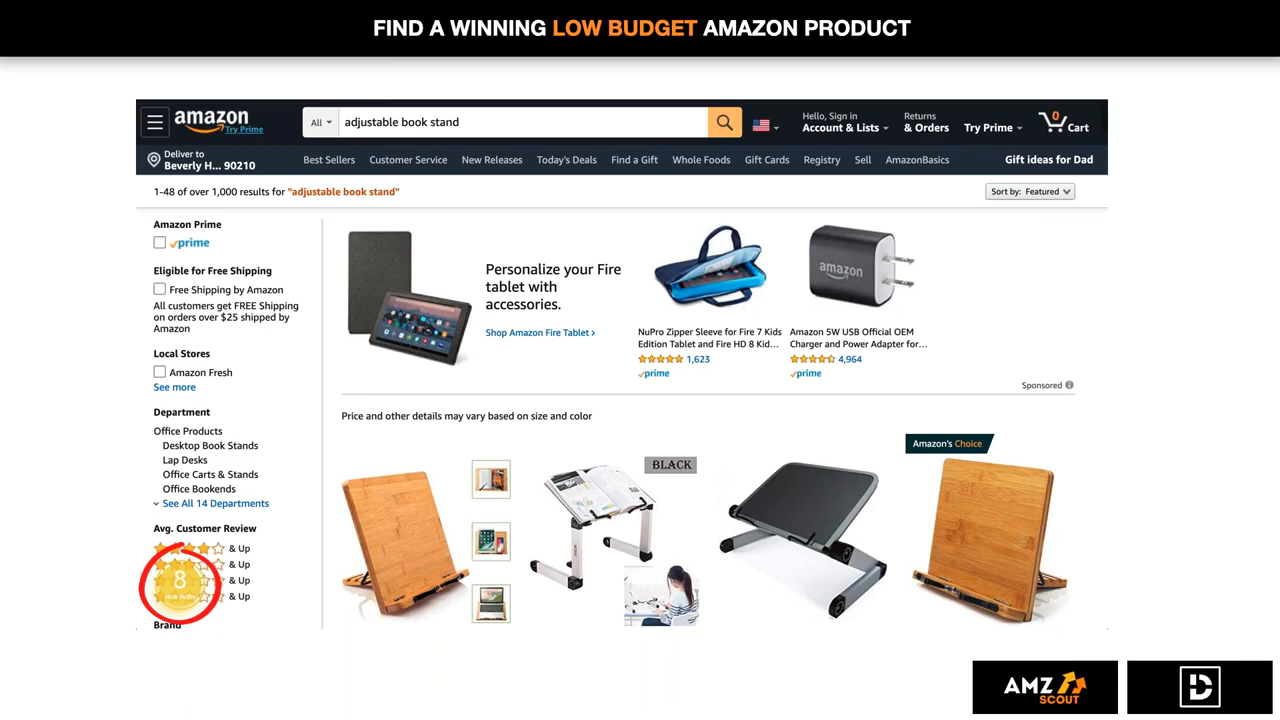 FIND A WINNING LOW BUDGET AMAZON PRODUCT
amazon
Try Prime
All
adjustable book stand
Hello, Sign in
Account & Lists
Returns
& Orders
Try Prime
0
Cart
Deliver to
Beverly H... 90210
Best Sellers
Customer Service
New Releases
Today's Deals
Find a Gift
Whole Foods
Gift Cards
Registry
Sell
AmazonBasics
Gift ideas for Dad
1-48 of over 1,000 results for "adjustable book stand"
Sort by: Featured
Amazon Prime
prime
Eligible for Free Shipping
Free Shipping by Amazon
All customers get FREE Shipping
on orders over $25 shipped by
Amazon
Local Stores
Amazon Fresh
See more
Department
Office Products
Desktop Book Stands
Lap Desks
Office Carts & Stands
Office Bookends
See All 14 Departments
Avg. Customer Review
& Up
& Up
& Up
& Up
8
Brand
Personalize your Fire
tablet with
accessories.
Shop Amazon Fire Tablet
amazon
NuPro Zipper Sleeve for Fire 7 Kids
Edition Tablet and Fire HD 8 Kid...
1,623
prime
Amazon 5W USB Official OEM
Charger and Power Adapter for...
4,964
prime
Sponsored
Price and other details may vary based on size and color
BLACK
Amazon's Choice
AMZ
SCOUT